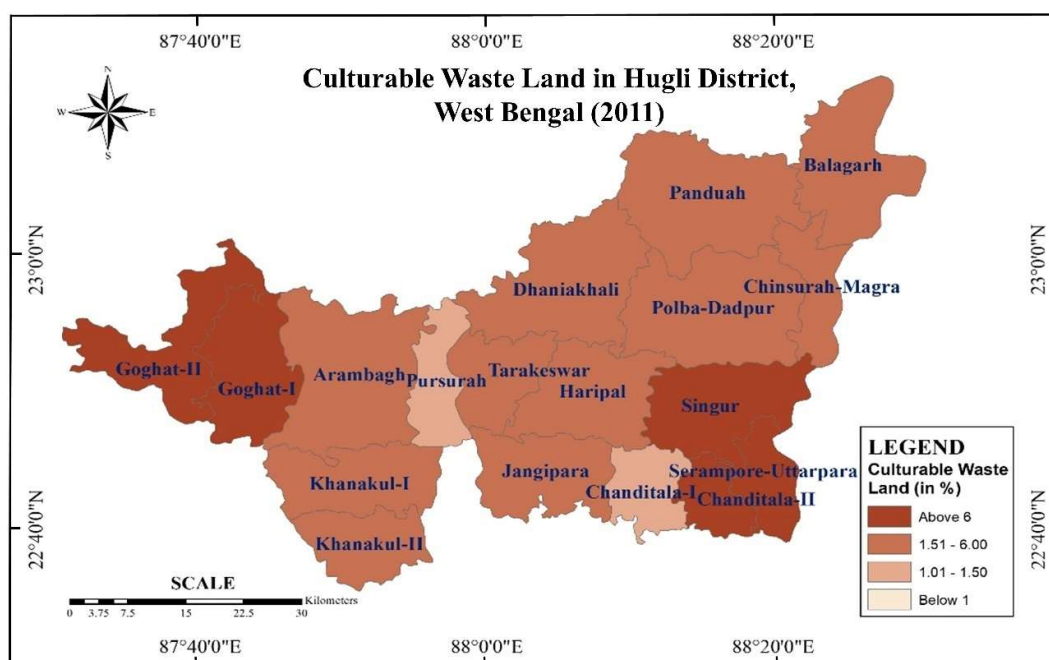 87°40'0"E 88°0'0"E 88°20'0"E
Culturable Waste Land in Hugli District,
West Bengal (2011)
N
W E
S
Balagarh
Panduah
23°0'0"N 23°0'0"N
Dhaniakhali
Chinsurah-Magra
Polba-Dadpur
Goghat-II
Goghat-I
Arambagh
Pursurah
Tarakeswar
Haripal
Singur
Jangipara
Serampore-Uttarpara
Khanakul-I
Chanditala-I
Chanditala-II
Khanakul-II
22°40'0"N 22°40'0"N
LEGEND
Culturable Waste
Land (in %)
Above 6
1.51 - 6.00
1.01 - 1.50
Below 1
SCALE
Kilometers
0 3.75 7.5 15 22.5 30
87°40'0"E 88°0'0"E 88°20'0"E